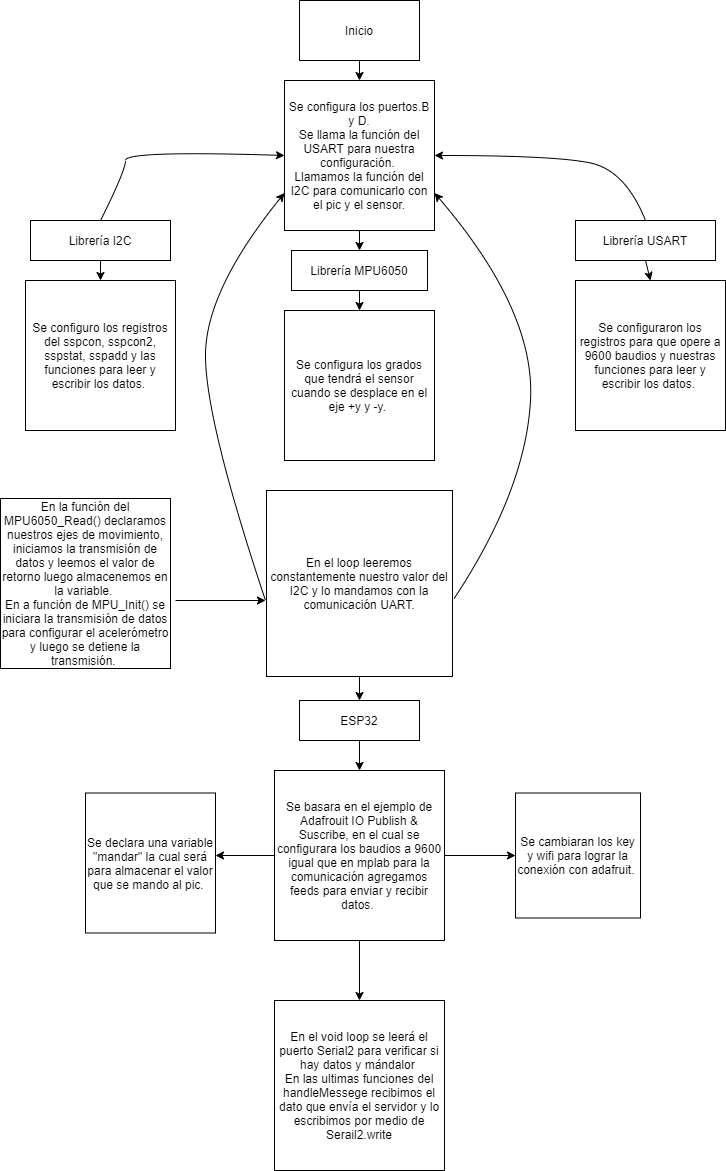 Inicio
Se configura los puertos.B
y D.
Se llama la función del
USART para nuestra
configuración.
Llamamos la función del
I2C para comunicarlo con
el pic y el sensor.
Librería I2C
Librería MPU6050
Librería USART
Se configuro los registros
del sspcon, sspcon2,
sspstat, sspadd y las
funciones para leer y
escribir los datos.
Se configura los grados
que tendrá el sensor
cuando se desplace en el
eje +y y -y.
Se configuraron los
registros para que opere a
9600 baudios y nuestras
funciones para leer y
escribir los datos.
En la función del
MPU6050_Read() declaramos
nuestros ejes de movimiento,
iniciamos la transmisión de
datos y leemos el valor de
retorno luego almacenemos en
la variable.
En a función de MPU_Init() se
iniciara la transmisión de datos
para configurar el acelerómetro
y luego se detiene la
transmisión.
En el loop leeremos
constantemente nuestro valor del
I2C y lo mandamos con la
comunicación UART.
ESP32
Se basara en el ejemplo de
Adafrouit IO Publish &
Suscribe, en el cual se
configurara los baudios a 9600
igual que en mplab para la
comunicación agregamos
feeds para enviar y recibir
datos.
Se declara una variable
"mandar" la cual será
para almacenar el valor
que se mando al pic.
Se cambiaran los key
y wifi para lograr la
conexión con adafruit.
En el void loop se leerá el
puerto Serial2 para verificar si
hay datos y mándalor
En las ultimas funciones del
handleMessege recibimos el
dato que envía el servidor y lo
escribimos por medio de
Serail2.write